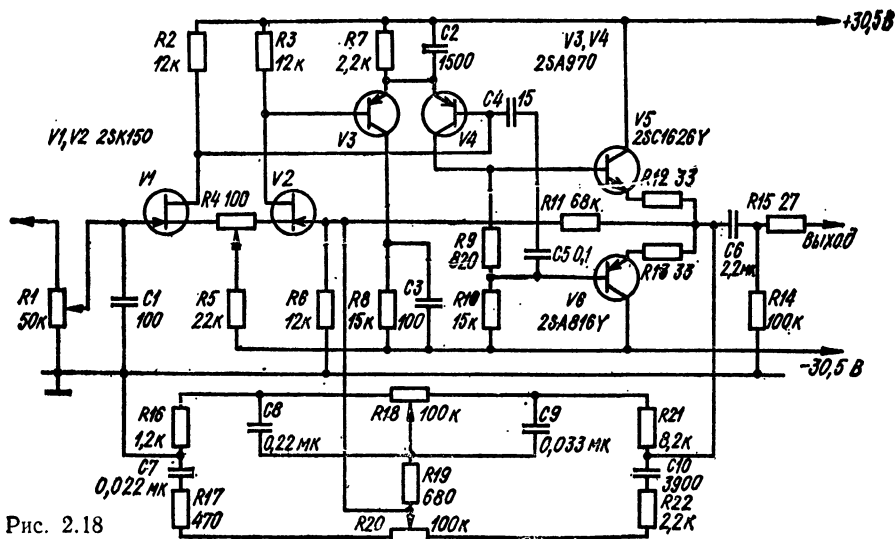 R2
12к
R3
12к
R7
2,2к
C2
1500
V3, V4
2SA970
+30,5В
V1, V2 2SK150
V3
V4
C4
15
V5
2SC1626Y
V1
R4 100
V2
R11 68к
R12 33
R15 27
Выход
R9
820
C5 0,1
R13 33
C6
2,2мк
R1
50к
C1
100
R5
22к
R6
12к
R8
15к
C3
100
R10
15к
V6
2SA816Y
R14
100к
−30,5 В
R16
1,2к
C8
0,22 мк
R18
100к
C9
0,033 мк
R21
8,2к
C7
0,022 мк
R19
680
C10
3900
R17
470
R20
100к
R22
2,2к
Рис. 2.18